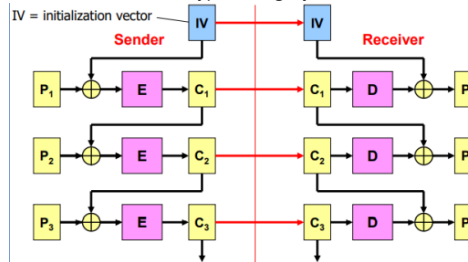 IV = initialization vector
IV IV
Sender Receiver
P1 E C1 C1 D P
P2 E C2 C2 D P
P3 E C3 C3 D P